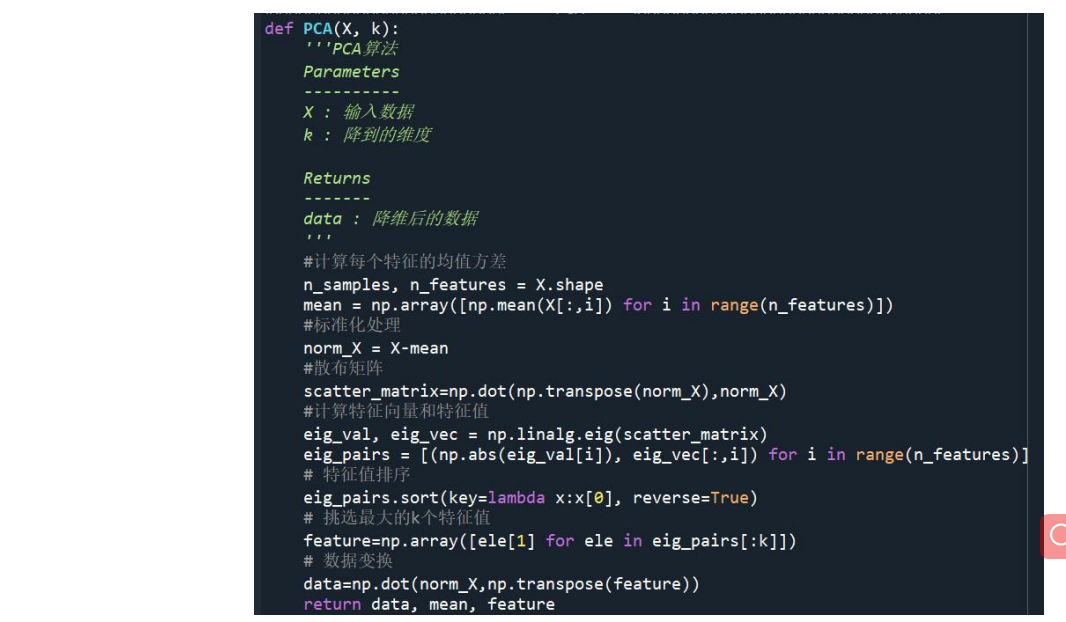 def PCA(X, k):
    '''PCA算法
    Parameters
    ----------
    X : 输入数据
    k : 降到的维度

    Returns
    -------
    data : 降维后的数据
    '''
    #计算每个特征的均值方差
    n_samples, n_features = X.shape
    mean = np.array([np.mean(X[:,i]) for i in range(n_features)])
    #标准化处理
    norm_X = X-mean
    #散布矩阵
    scatter_matrix=np.dot(np.transpose(norm_X),norm_X)
    #计算特征向量和特征值
    eig_val, eig_vec = np.linalg.eig(scatter_matrix)
    eig_pairs = [(np.abs(eig_val[i]), eig_vec[:,i]) for i in range(n_features)]
    # 特征值排序
    eig_pairs.sort(key=lambda x:x[0], reverse=True)
    # 挑选最大的k个特征值
    feature=np.array([ele[1] for ele in eig_pairs[:k]])
    # 数据变换
    data=np.dot(norm_X,np.transpose(feature))
    return data, mean, feature